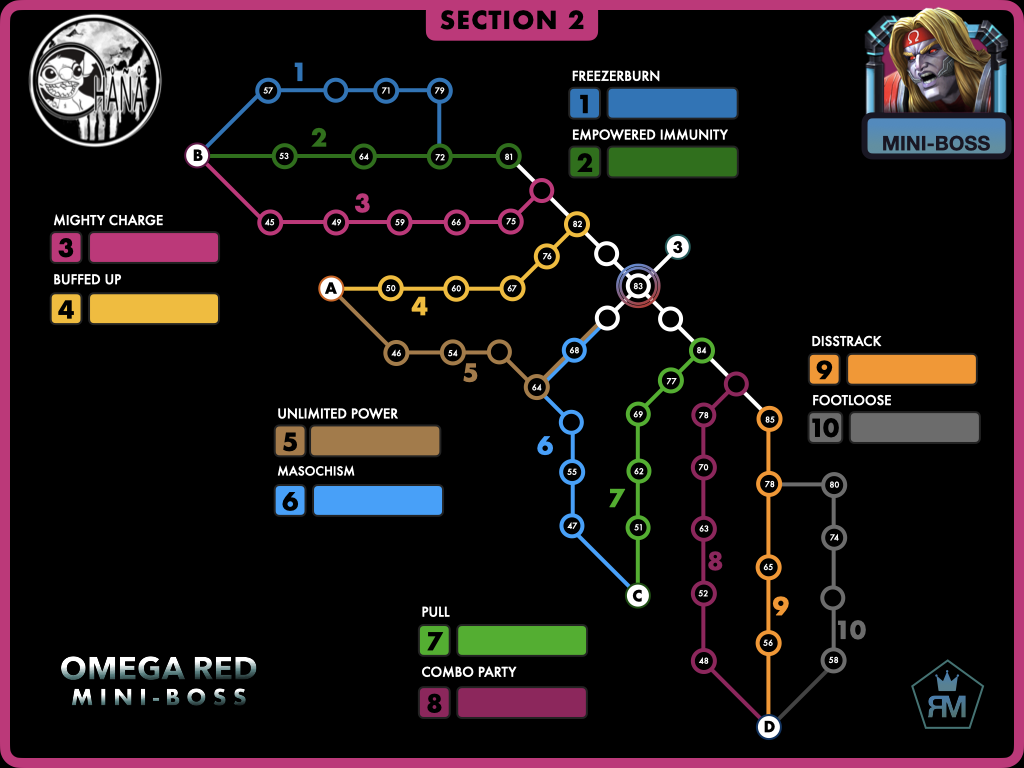 SECTION 2
HANA
Ω
MINI-BOSS
FREEZERBURN
1
EMPOWERED IMMUNITY
2
MIGHTY CHARGE
3
BUFFED UP
4
1
57
71
79
B
2
53
64
72
81
3
45
49
59
66
75
82
76
3
83
A
50
60
67
4
46
54
5
64
68
84
77
DISSTRACK
9
FOOTLOOSE
10
UNLIMITED POWER
5
MASOCHISM
6
6
55
47
C
69
62
7
51
78
70
63
8
52
48
85
78
65
9
56
D
80
74
10
58
PULL
7
COMBO PARTY
8
OMEGA RED
MINI-BOSS
ЯM